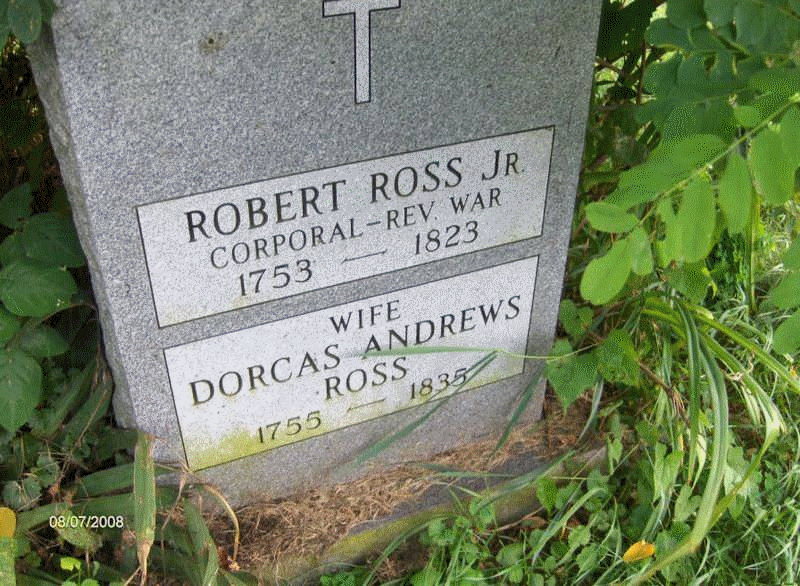 ROBERT ROSS JR.
CORPORAL-REV. WAR
1753 — 1823
WIFE
DORCAS ANDREWS
ROSS
1755 — 1835
08/07/2008